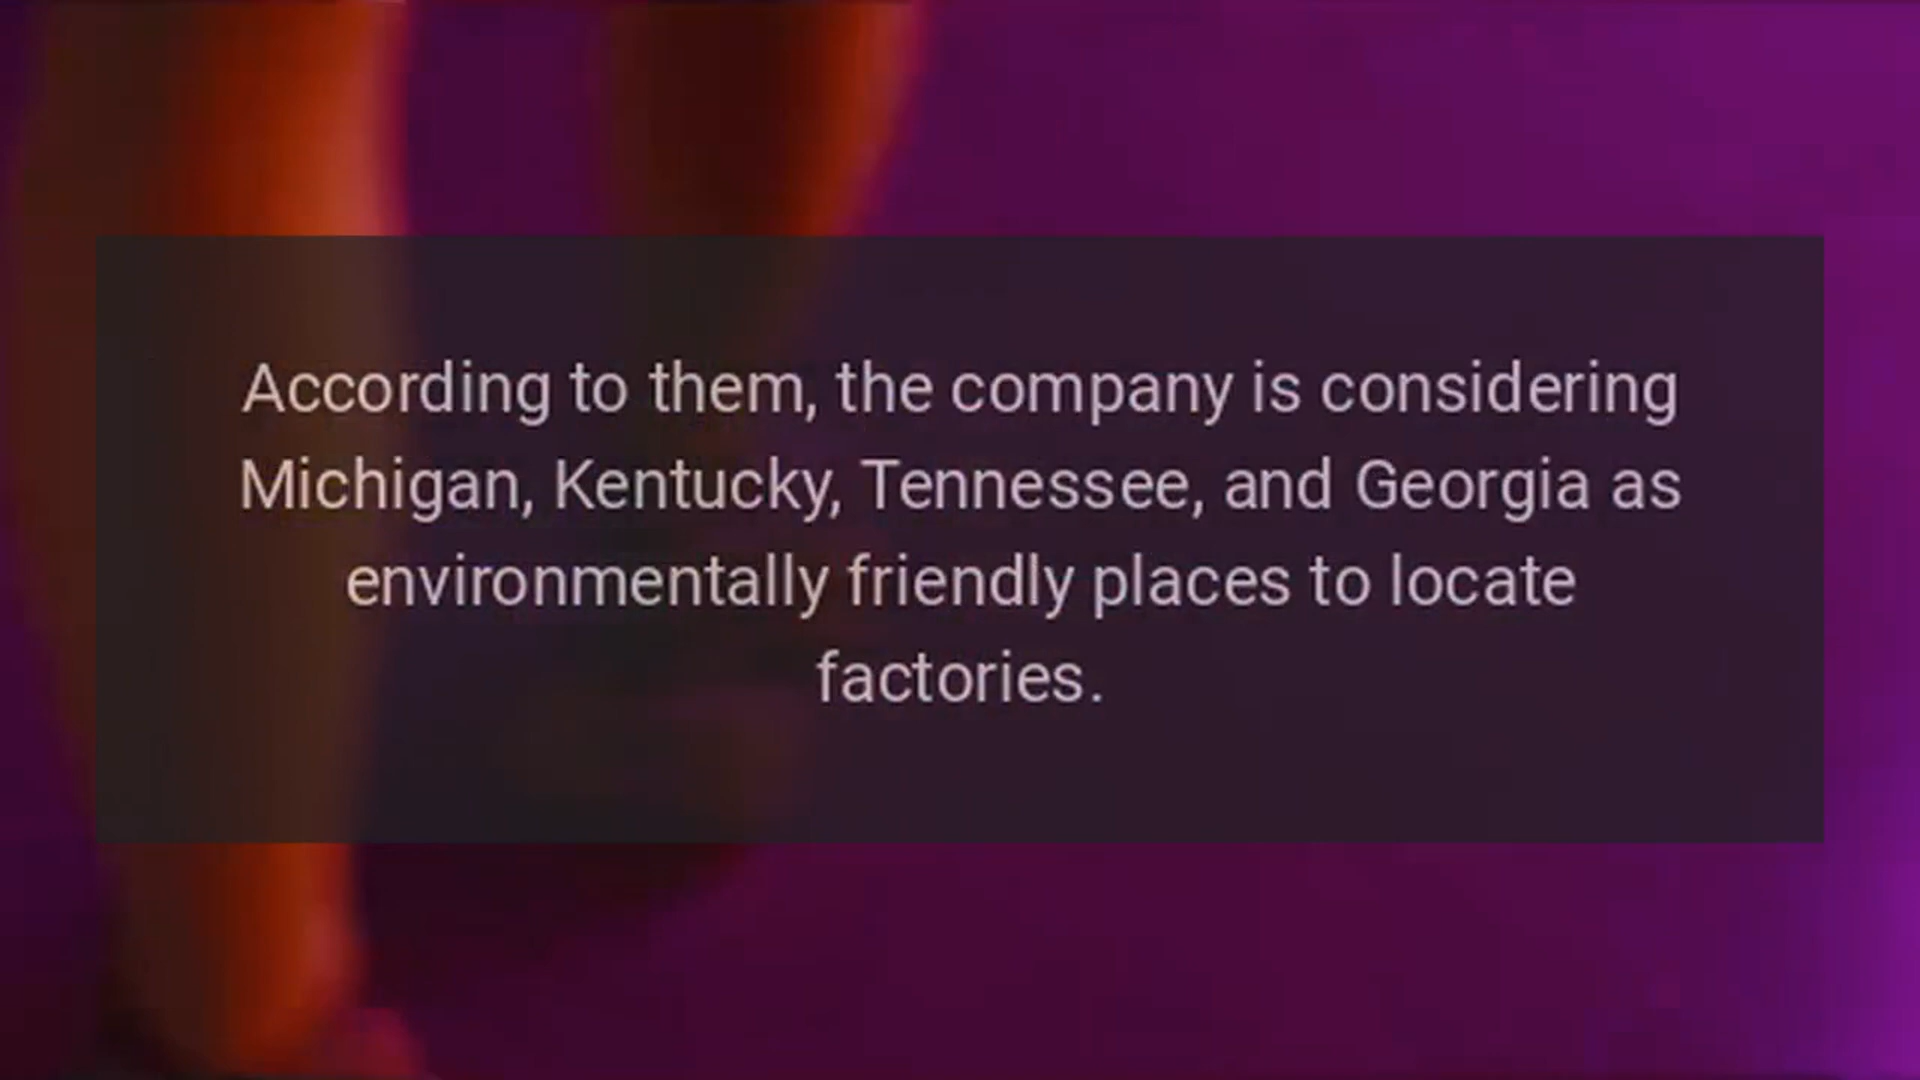 According to them, the company is considering
Michigan, Kentucky, Tennessee, and Georgia as
environmentally friendly places to locate
factories.